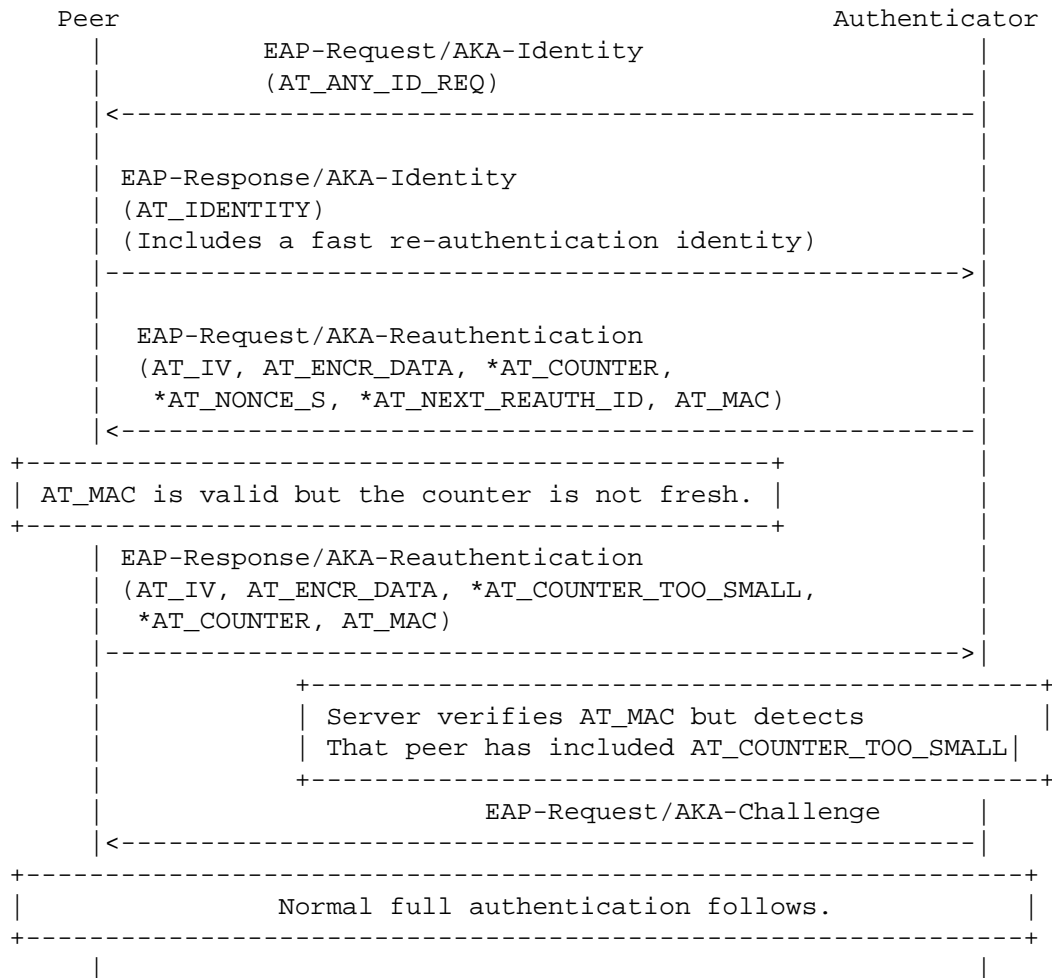 Peer Authenticator
EAP-Request/AKA-Identity
(AT_ANY_ID_REQ)
EAP-Response/AKA-Identity
(AT_IDENTITY)
(Includes a fast re-authentication identity)
EAP-Request/AKA-Reauthentication
(AT_IV, AT_ENCR_DATA, *AT_COUNTER,
*AT_NONCE_S, *AT_NEXT_REAUTH_ID, AT_MAC)
AT_MAC is valid but the counter is not fresh.
EAP-Response/AKA-Reauthentication
(AT_IV, AT_ENCR_DATA, *AT_COUNTER_TOO_SMALL,
*AT_COUNTER, AT_MAC)
Server verifies AT_MAC but detects
That peer has included AT_COUNTER_TOO_SMALL
EAP-Request/AKA-Challenge
Normal full authentication follows.